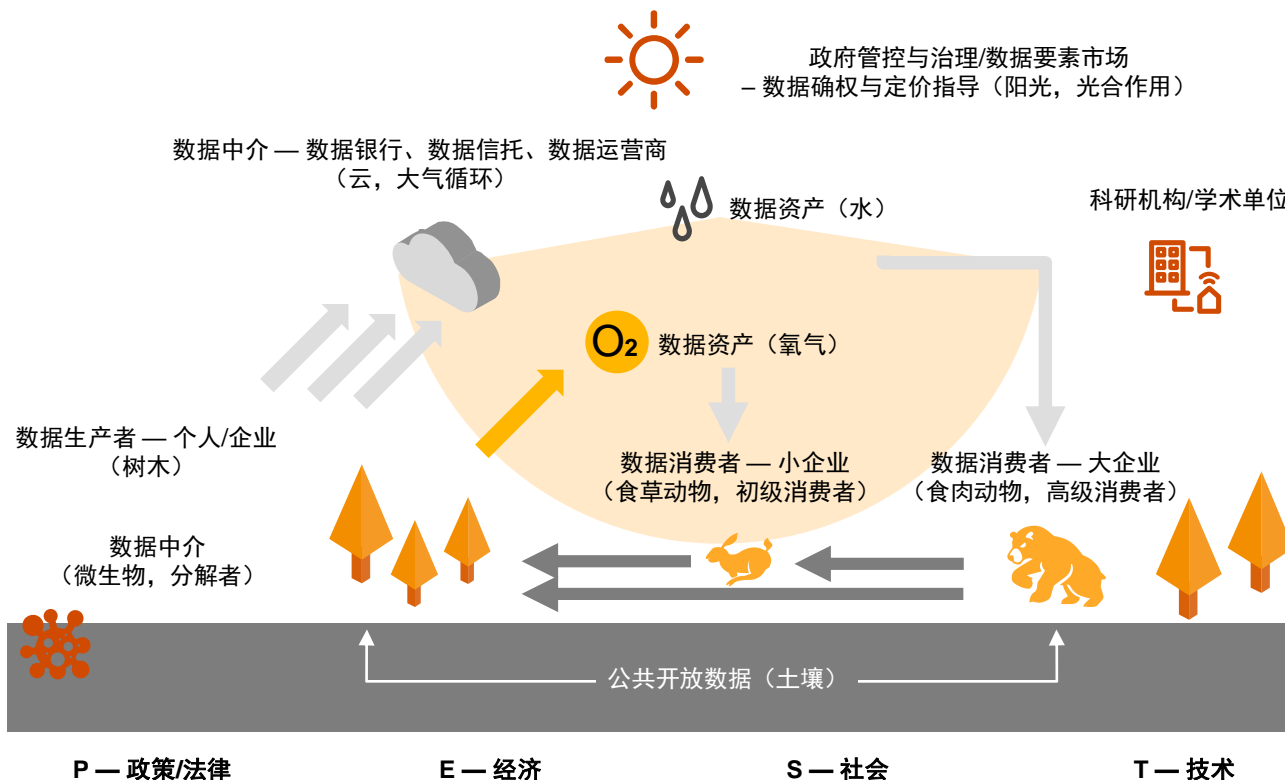 政府管控与治理/数据要素市场
– 数据确权与定价指导（阳光，光合作用）
数据中介 — 数据银行、数据信托、数据运营商
（云，大气循环）
数据资产（水）
科研机构/学术单位
O2
数据资产（氧气）
数据生产者 — 个人/企业
（树木）
数据消费者 — 小企业
（食草动物，初级消费者）
数据消费者 — 大企业
（食肉动物，高级消费者）
数据中介
（微生物，分解者）
公共开放数据（土壤）
P — 政策/法律
E — 经济
S — 社会
T — 技术